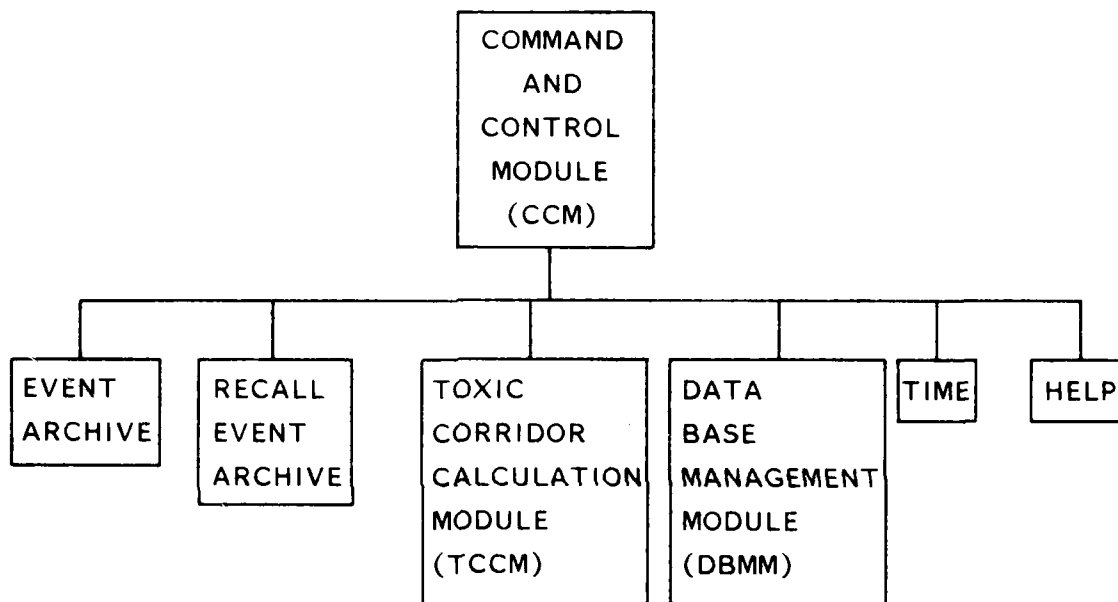 COMMAND
AND
CONTROL
MODULE
(CCM)
EVENT
ARCHIVE
RECALL
EVENT
ARCHIVE
TOXIC
CORRIDOR
CALCULATION
MODULE
(TCCM)
DATA
BASE
MANAGEMENT
MODULE
(DBMM)
TIME
HELP